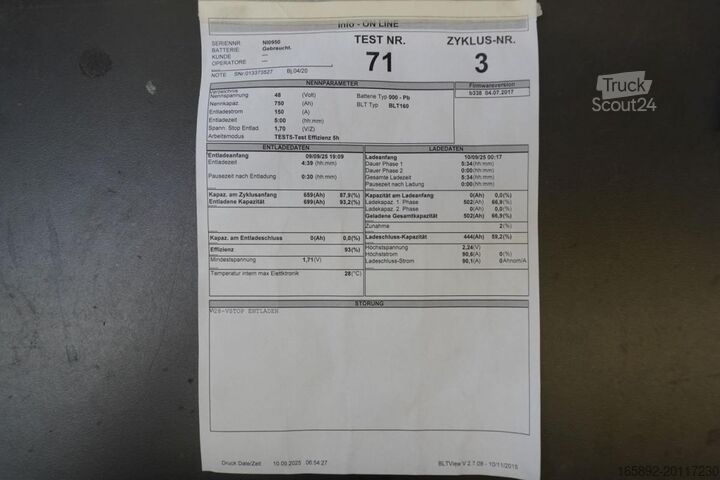 Info - ON LINE
SERIENNR. NI0950
BATTERIE: Gebraucht.
KUNDE ----
OPERATORE ----
NOTE SNr.013373527 Bj.04/20
TEST NR.
71
ZYKLUS-NR.
3
NENNPARAMETER
Verzeichnis
Nennspannung 48 (Volt) Batterie Typ 000 - Pb
Nennkapaz. 750 (Ah) BLT Typ BLT160
Entladestrom 150 (A)
Entladezeit 5:00 (hh:mm)
Spann. Stop Entlad. 1,70 (V/Z)
Arbeitsmodus TEST5-Test Effizienz 5h
Firmwareversion
b338 04.07.2017
ENTLADEDATEN
Entladeanfang 09/09/25 19:09
Entladezeit 4:39 (hh:mm)
Pausezeit nach Entladung 0:30 (hh:mm)
Kapaz. am Zyklusanfang 659(Ah) 87,9(%)
Entladene Kapazität 699(Ah) 93,2(%)
Kapaz. am Entladeschluss 0(Ah) 0,0(%)
Effizienz 93(%)
Mindestspannung 1,71(V)
Temperatur intern max Elettktronik 28(°C)
LADEDATEN
Ladeanfang 10/09/25 00:17
Dauer Phase 1 5:34(hh:mm)
Dauer Phase 2 0:00(hh:mm)
Gesamte Ladezeit 5:34(hh:mm)
Pausezeit nach Ladung 0:00(hh:mm)
Kapazität am Ladeanfang 0(Ah) 0,0(%)
Ladekapaz. 1. Phase 502(Ah) 66,9(%)
Ladekapaz. 2. Phase 0(Ah) 0,0(%)
Geladene Gesamtkapazität 502(Ah) 66,9(%)
Zunahme 2(%)
Ladeschluss-Kapazität 444(Ah) 59,2(%)
Höchstspannung 2,24(V)
Höchststrom 90,6(A) 0(%)
Ladeschluss-Strom 90,1(A) 0Ahnom/A
STÖRUNG
V28-VSTOP ENTLADEN
Druck Date/Zeit 10.09.2025 06:54:27
BLTView V 2.7.09 - 10/11/2015
Truck
Scout24
165892-20117230